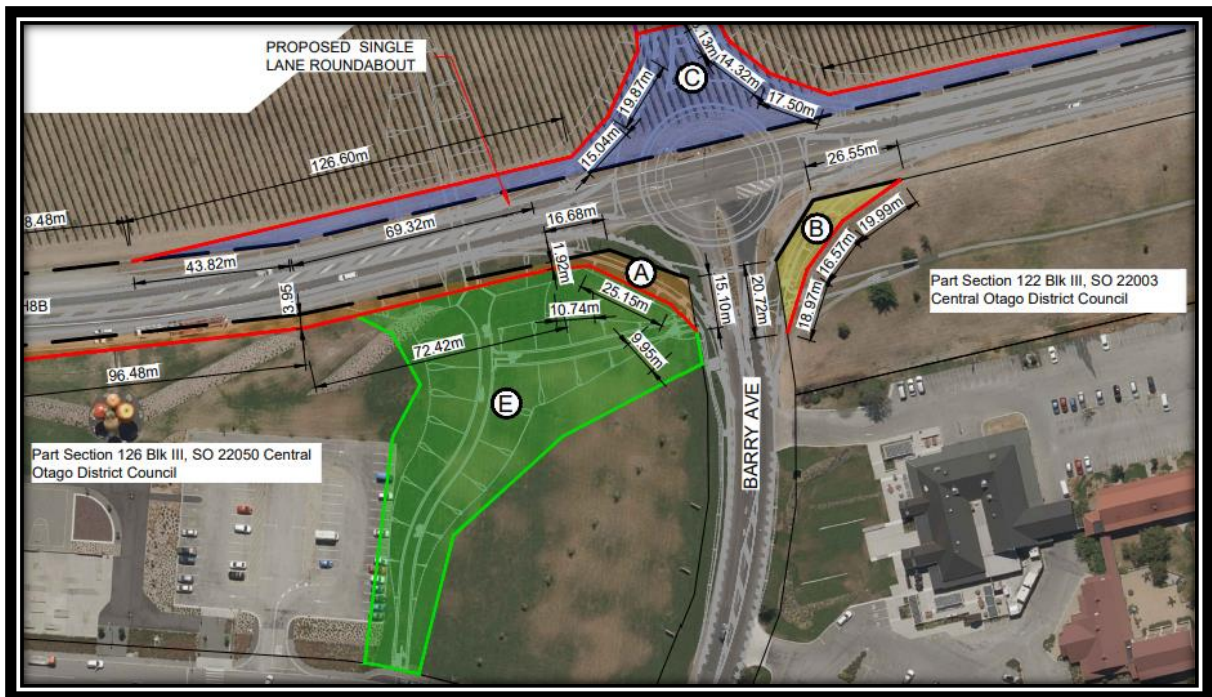 PROPOSED SINGLE
LANE ROUNDABOUT
C
14.32m
17.50m
19.87m
15.04m
126.60m
26.55m
8.48m
69.32m
16.68m
43.82m
B
19.99m
16.57m
18.97m
A
1.92m
25.15m
15.10m
20.72m
Part Section 122 Blk III, SO 22003
Central Otago District Council
H8B
3.95
10.74m
72.42m
9.95m
96.48m
E
BARRY AVE
Part Section 126 Blk III, SO 22050 Central
Otago District Council